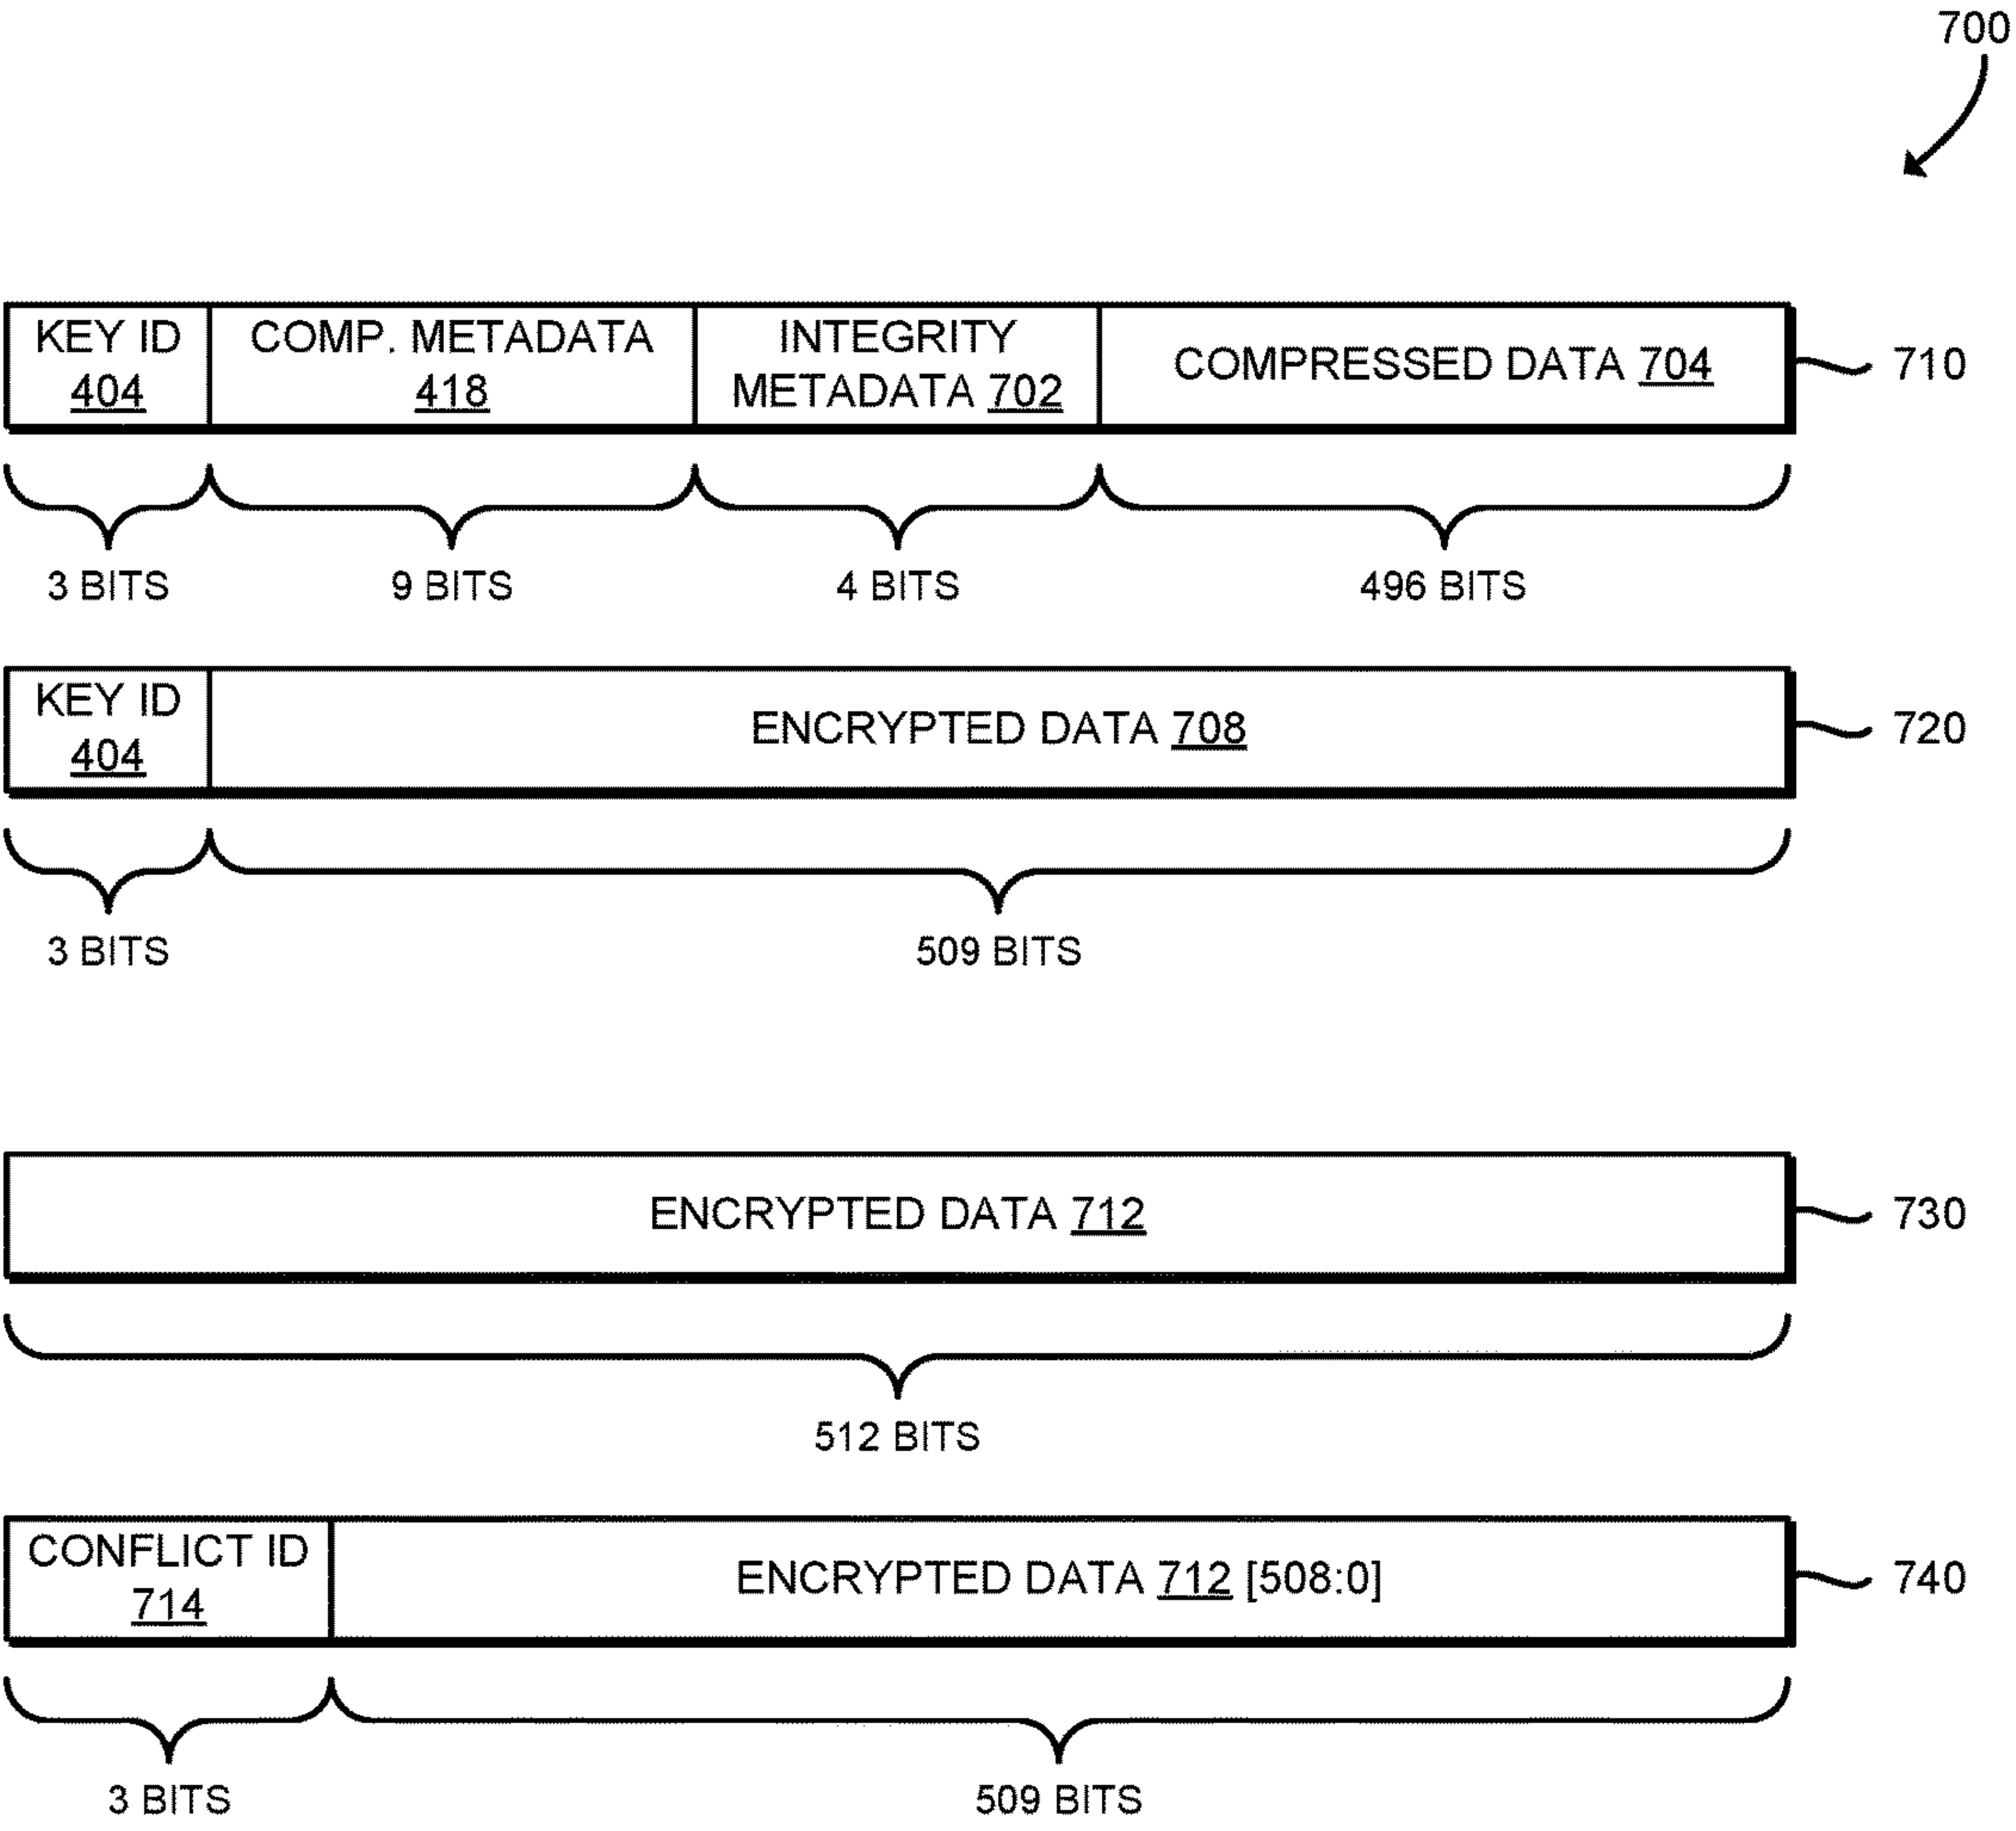 700
KEY ID
404
COMP. METADATA
418
INTEGRITY
METADATA 702
COMPRESSED DATA 704
710
3 BITS
9 BITS
4 BITS
496 BITS
KEY ID
404
ENCRYPTED DATA 708
720
3 BITS
509 BITS
ENCRYPTED DATA 712
730
512 BITS
CONFLICT ID
714
ENCRYPTED DATA 712 [508:0]
740
3 BITS
509 BITS